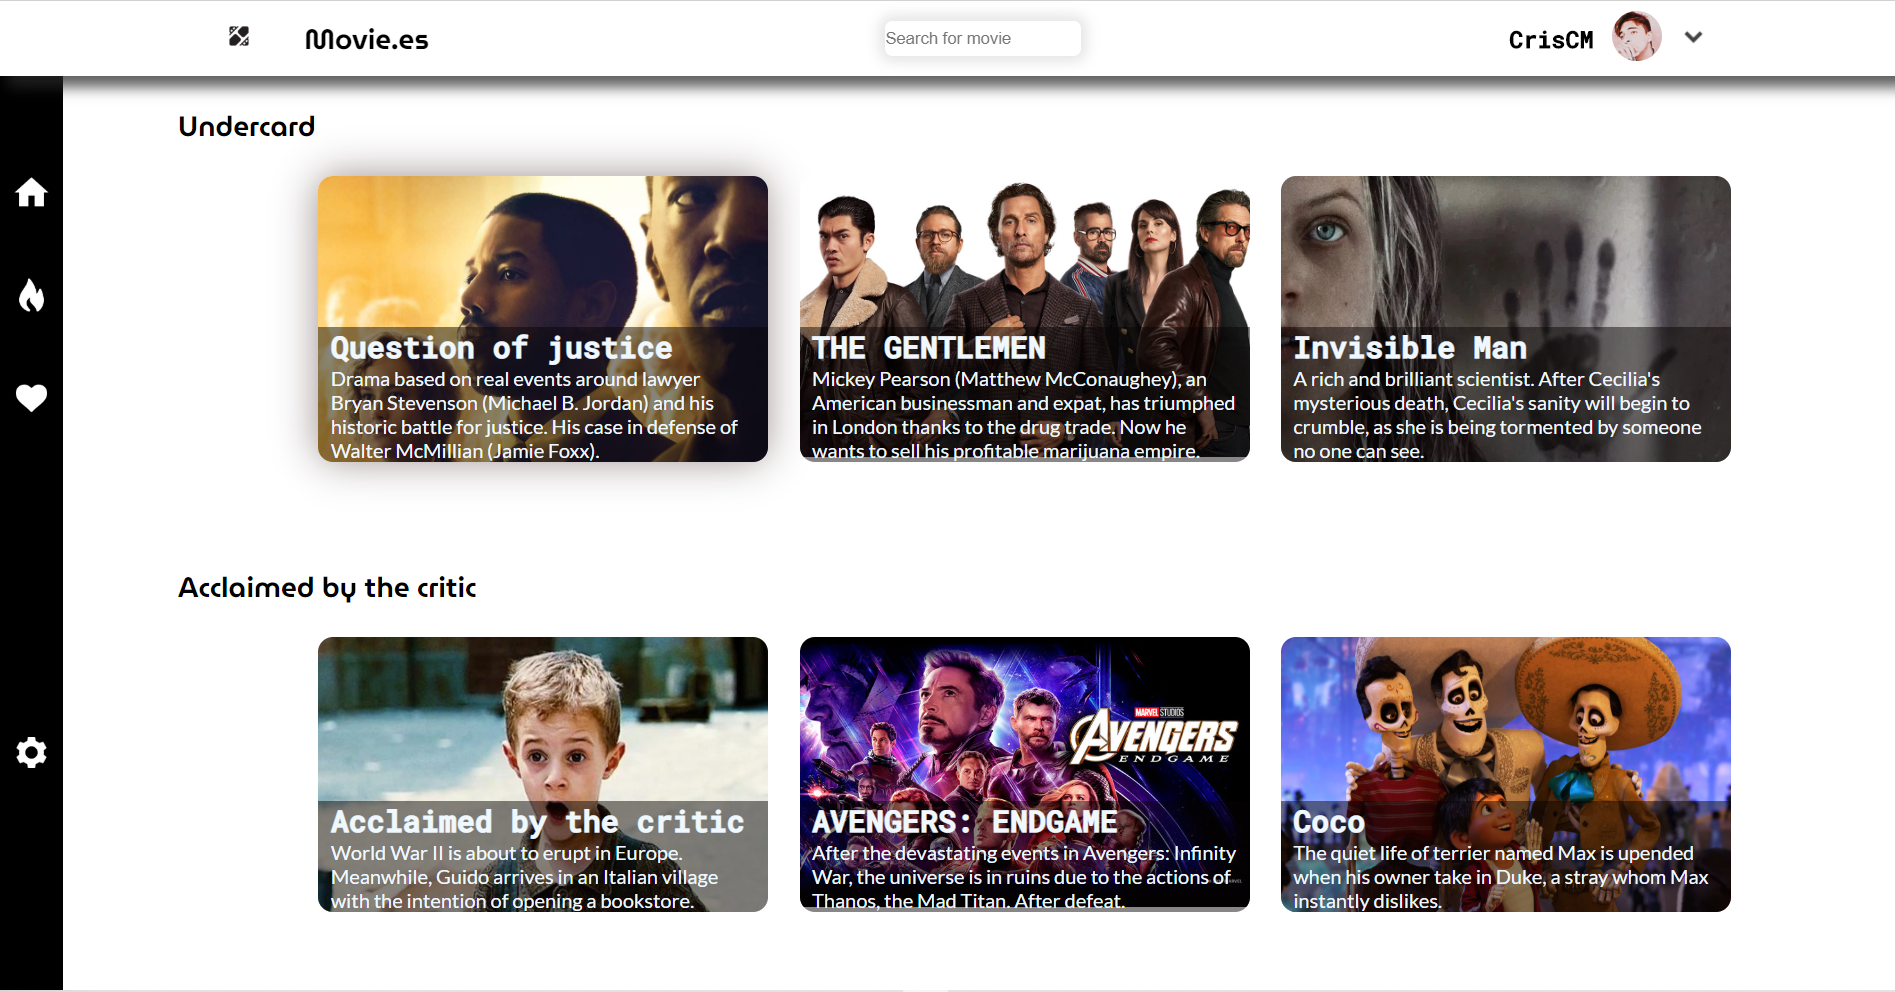 Movie.es
Search for movie
CrisCM
Undercard
Question of justice
Drama based on real events around lawyer
Bryan Stevenson (Michael B. Jordan) and his
historic battle for justice. His case in defense of
Walter McMillian (Jamie Foxx).
THE GENTLEMEN
Mickey Pearson (Matthew McConaughey), an
American businessman and expat, has triumphed
in London thanks to the drug trade. Now he
wants to sell his profitable marijuana empire.
Invisible Man
A rich and brilliant scientist. After Cecilia's
mysterious death, Cecilia's sanity will begin to
crumble, as she is being tormented by someone
no one can see.
Acclaimed by the critic
Acclaimed by the critic
World War II is about to erupt in Europe.
Meanwhile, Guido arrives in an Italian village
with the intention of opening a bookstore.
MARVEL STUDIOS
AVENGERS
ENDGAME
AVENGERS: ENDGAME
After the devastating events in Avengers: Infinity
War, the universe is in ruins due to the actions of
Thanos, the Mad Titan. After defeat.
Coco
The quiet life of terrier named Max is upended
when his owner take in Duke, a stray whom Max
instantly dislikes.